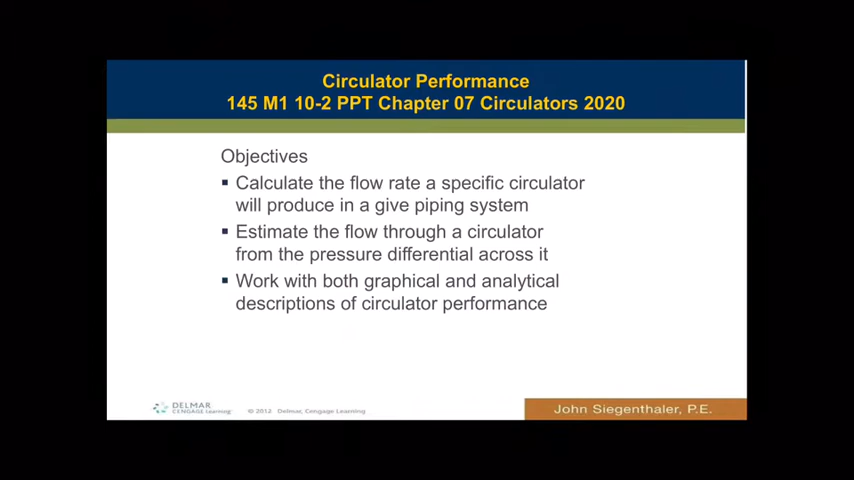 Circulator Performance
145 M1 10-2 PPT Chapter 07 Circulators 2020
Objectives
▪ Calculate the flow rate a specific circulator
will produce in a give piping system
▪ Estimate the flow through a circulator
from the pressure differential across it
▪ Work with both graphical and analytical
descriptions of circulator performance
DELMAR
CENGAGE Learning
© 2012 Delmar, Cengage Learning
John Siegenthaler, P.E.